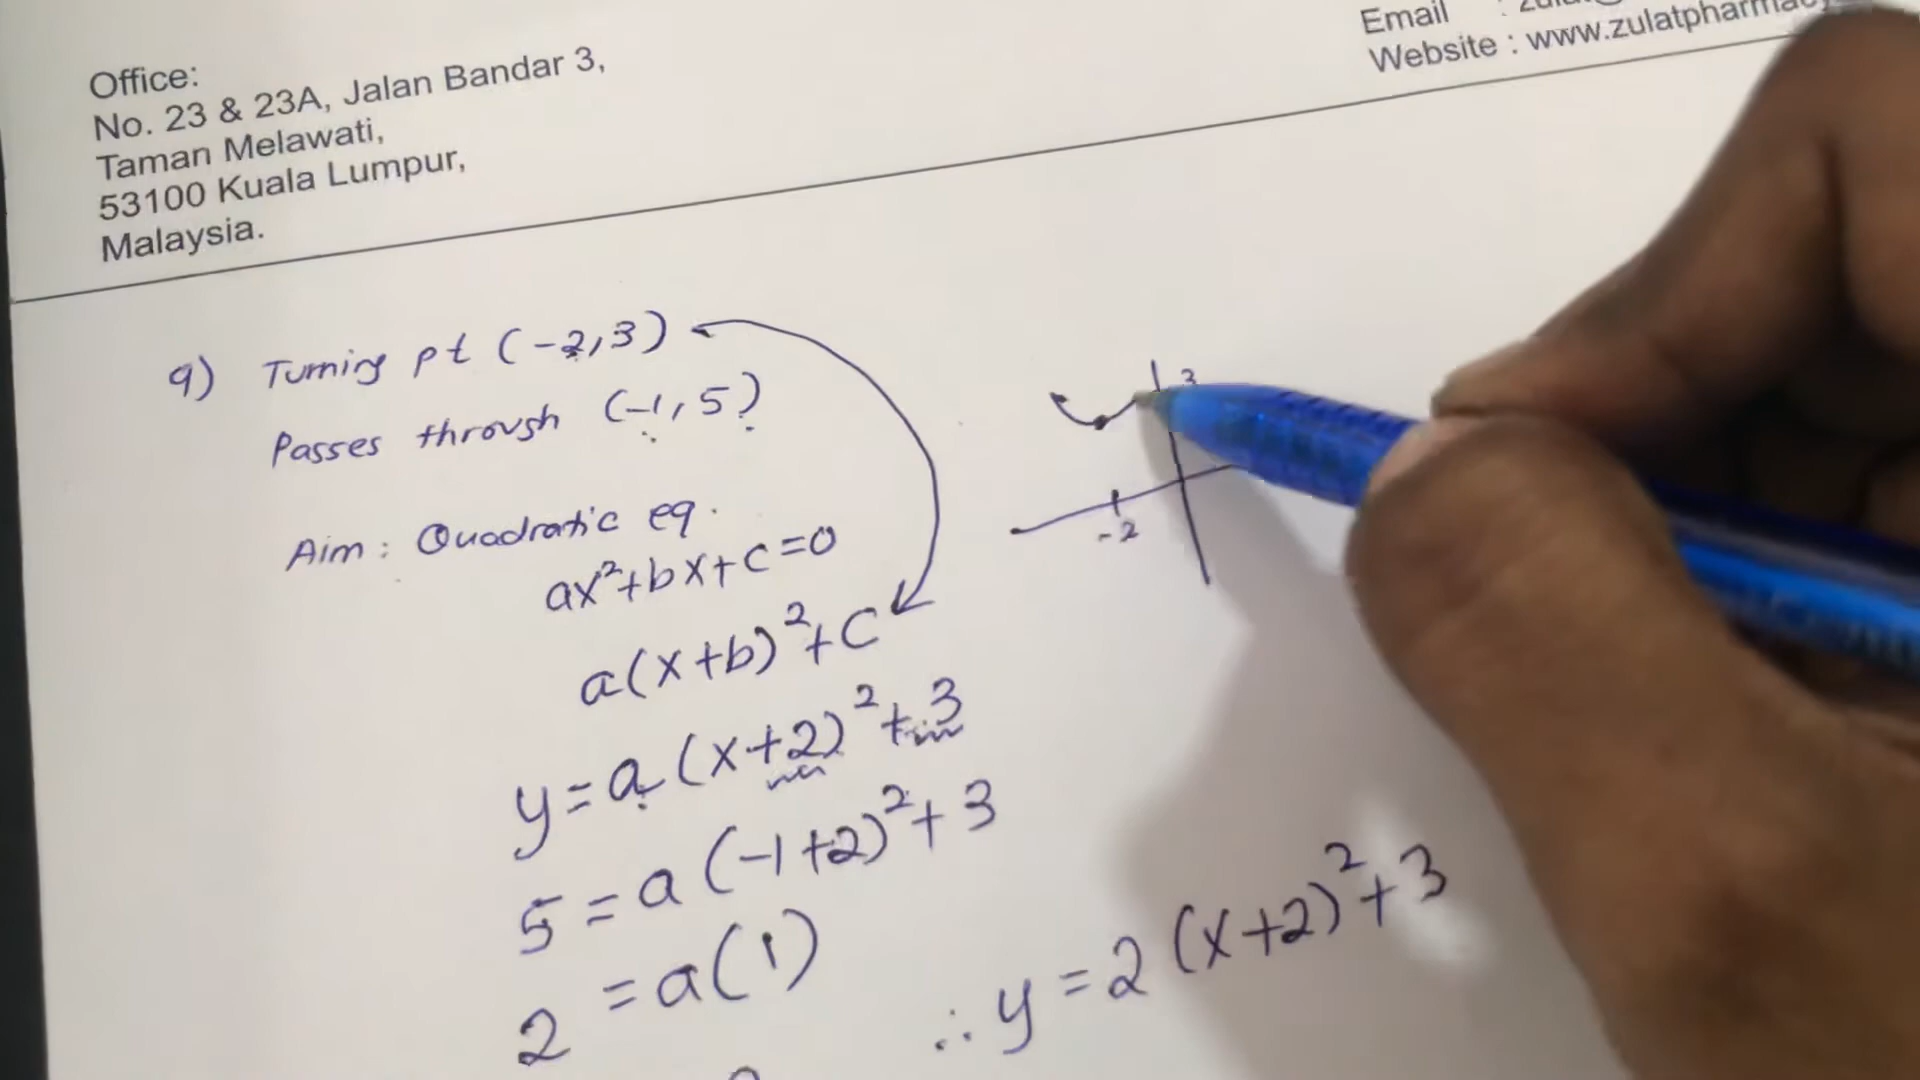 Office:
No. 23 & 23A, Jalan Bandar 3,
Taman Melawati,
53100 Kuala Lumpur,
Malaysia.
Email :
Website : www.zulatpharmacy
9) Turning pt (-2,3)
Passes through (-1,5)
Aim: Quadratic eq.
ax²+bx+c=0
a(x+b)²+c
y=a(x+2)²+3
5=a(-1+2)²+3
2=a(1)
∴ y=2(x+2)²+3
3
-2